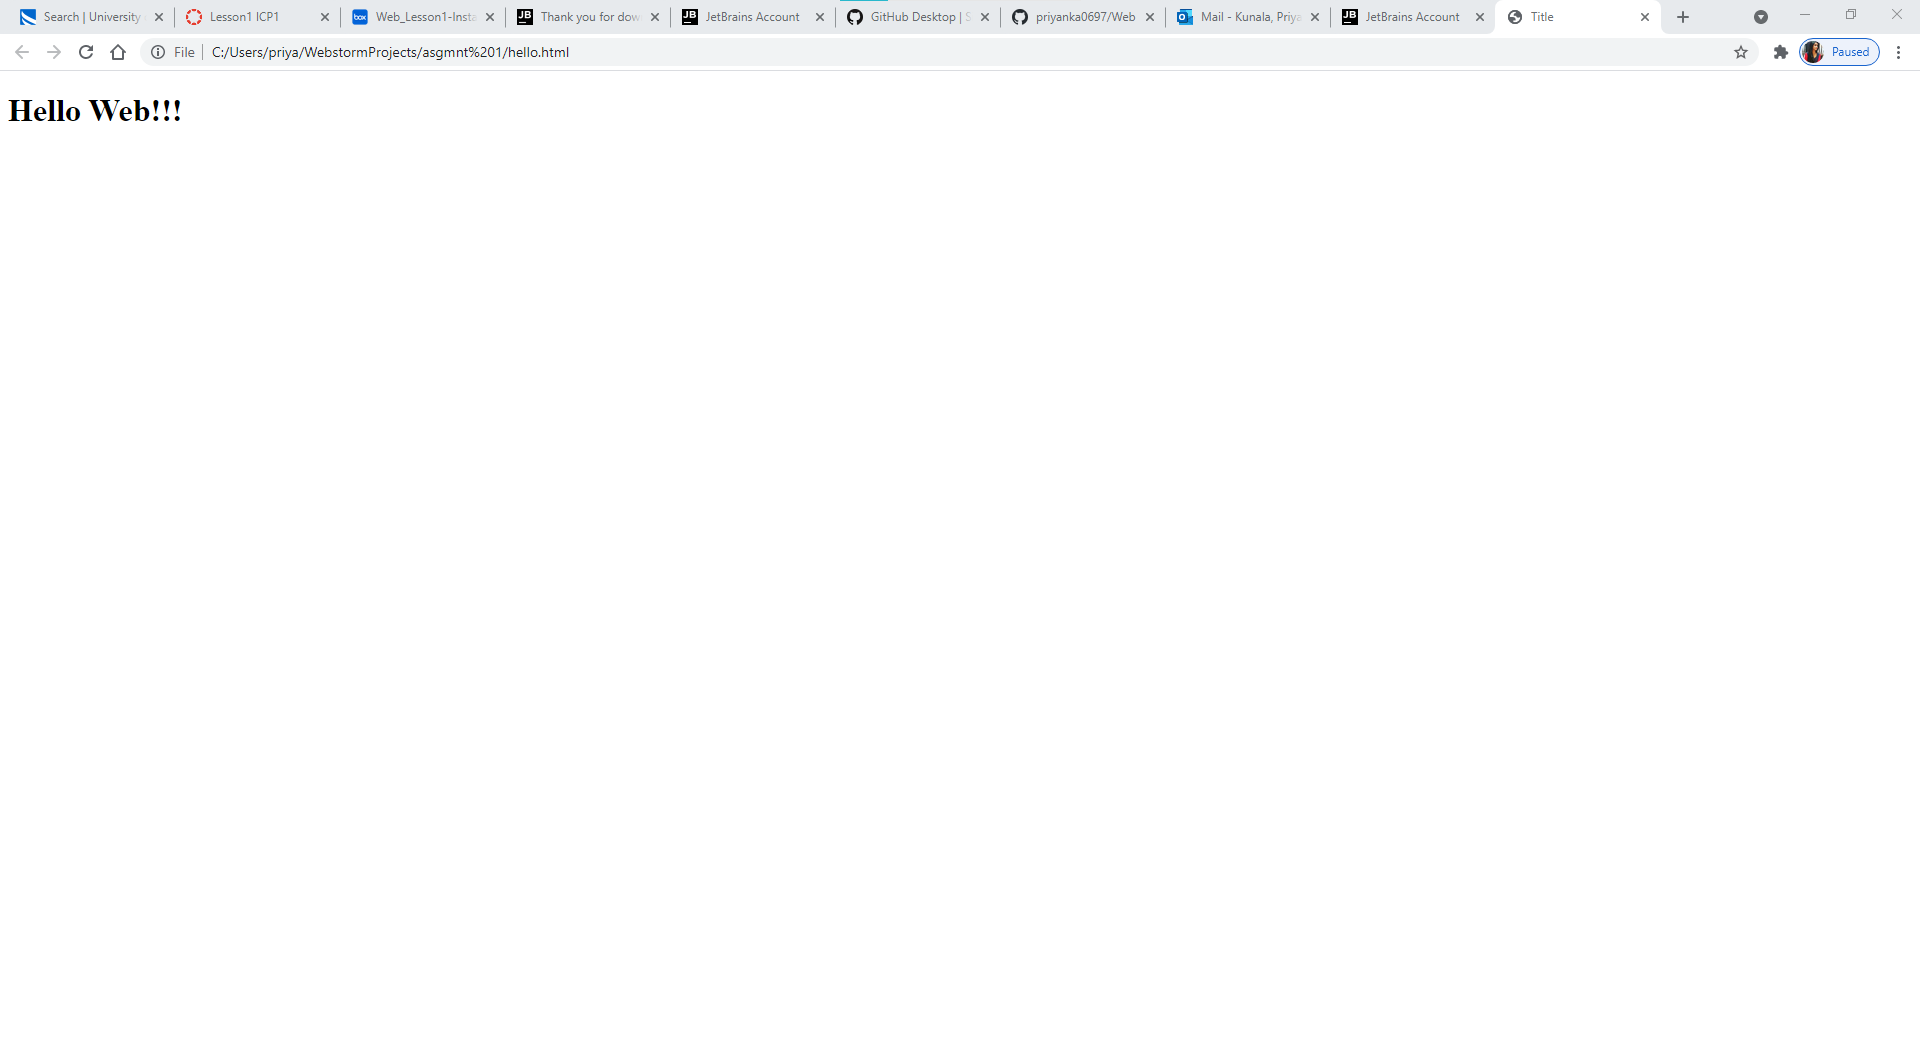 Search | University
Lesson1 ICP1
Web_Lesson1-Insta
Thank you for dow
JetBrains Account
GitHub Desktop | S
priyanka0697/Web
Mail - Kunala, Priya
JetBrains Account
Title
File
C:/Users/priya/WebstormProjects/asgmnt%201/hello.html
Paused
Hello Web!!!